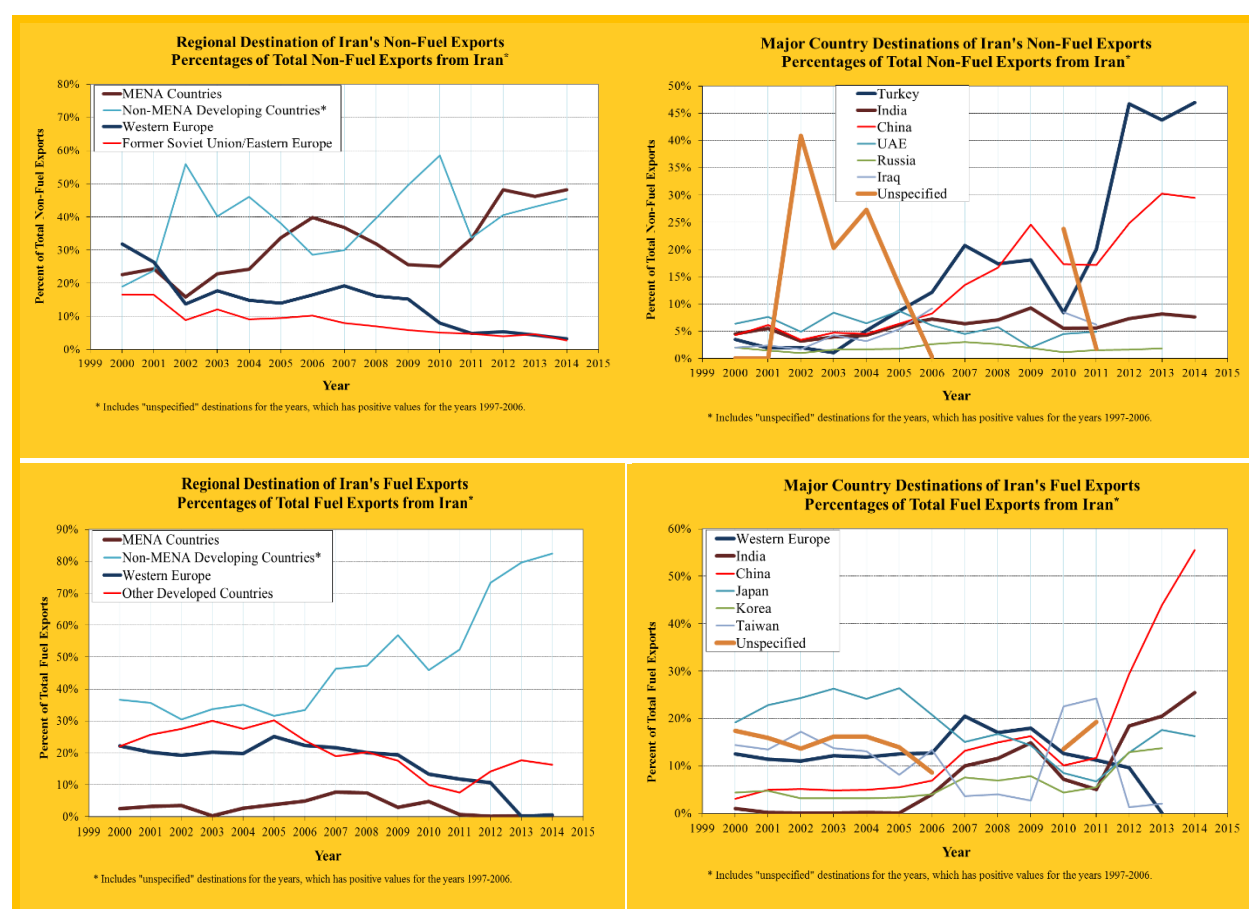 Regional Destination of Iran's Non-Fuel Exports
Percentages of Total Non-Fuel Exports from Iran*
80%
70%
60%
50%
40%
30%
20%
10%
0%
Percent of Total Non-Fuel Exports
MENA Countries
Non-MENA Developing Countries*
Western Europe
Former Soviet Union/Eastern Europe
1999 2000 2001 2002 2003 2004 2005 2006 2007 2008 2009 2010 2011 2012 2013 2014 2015
Year
* Includes "unspecified" destinations for the years, which has positive values for the years 1997-2006.
Major Country Destinations of Iran's Non-Fuel Exports
Percentages of Total Non-Fuel Exports from Iran*
50%
45%
40%
35%
30%
25%
20%
15%
10%
5%
0%
Percent of Total Non-Fuel Exports
Turkey
India
China
UAE
Russia
Iraq
Unspecified
1999 2000 2001 2002 2003 2004 2005 2006 2007 2008 2009 2010 2011 2012 2013 2014 2015
Year
* Includes "unspecified" destinations for the years, which has positive values for the years 1997-2006.
Regional Destination of Iran's Fuel Exports
Percentages of Total Fuel Exports from Iran*
90%
80%
70%
60%
50%
40%
30%
20%
10%
0%
Percent of Total Fuel Exports
MENA Countries
Non-MENA Developing Countries*
Western Europe
Other Developed Countries
1999 2000 2001 2002 2003 2004 2005 2006 2007 2008 2009 2010 2011 2012 2013 2014 2015
Year
* Includes "unspecified" destinations for the years, which has positive values for the years 1997-2006.
Major Country Destinations of Iran's Fuel Exports
Percentages of Total Fuel Exports from Iran*
60%
50%
40%
30%
20%
10%
0%
Percent of Total Fuel Exports
Western Europe
India
China
Japan
Korea
Taiwan
Unspecified
1999 2000 2001 2002 2003 2004 2005 2006 2007 2008 2009 2010 2011 2012 2013 2014 2015
Year
* Includes "unspecified" destinations for the years, which has positive values for the years 1997-2006.